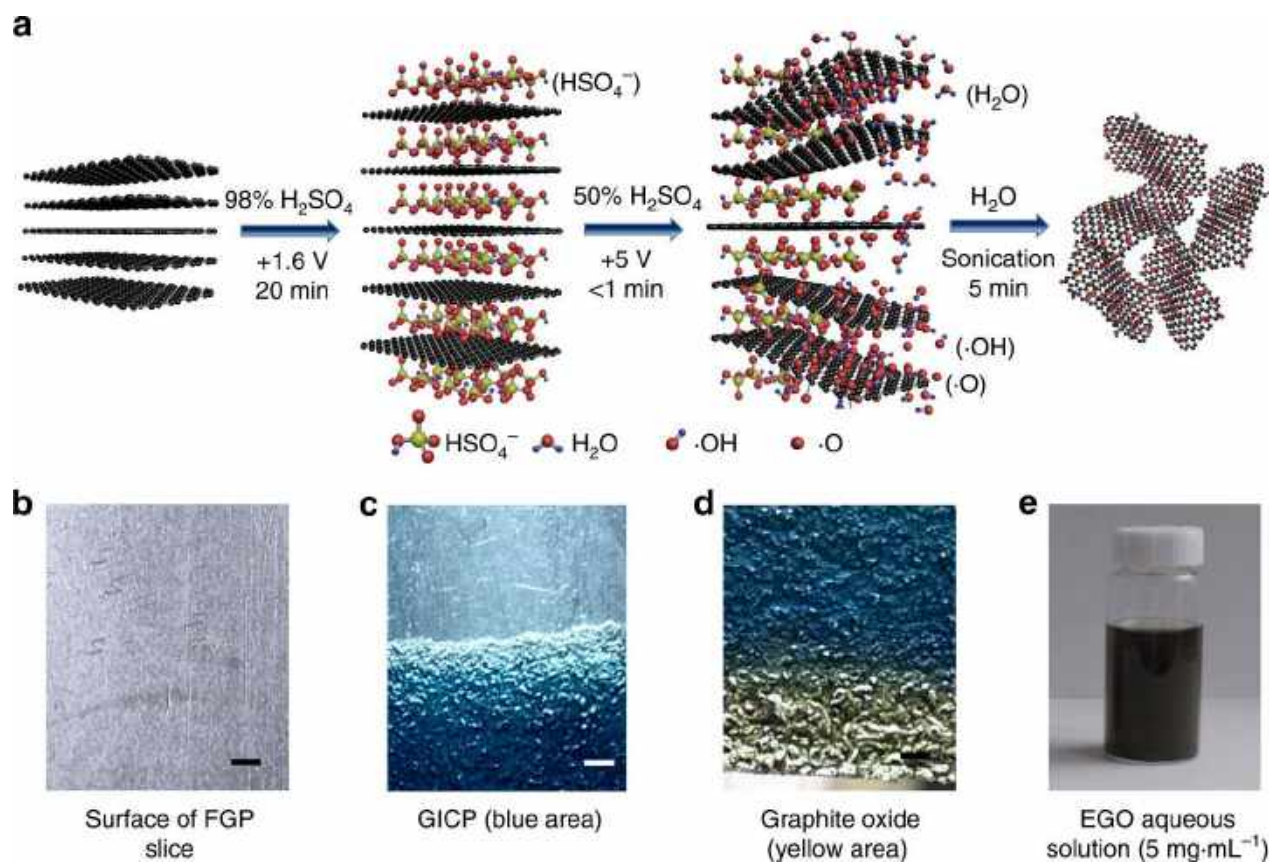 a
(HSO₄⁻)
(H₂O)
98% H₂SO₄
+1.6 V
20 min
50% H₂SO₄
+5 V
<1 min
H₂O
Sonication
5 min
(·OH)
(·O)
HSO₄⁻ H₂O ·OH ·O
b
c
d
e
Surface of FGP
slice
GICP (blue area)
Graphite oxide
(yellow area)
EGO aqueous
solution (5 mg·mL⁻¹)